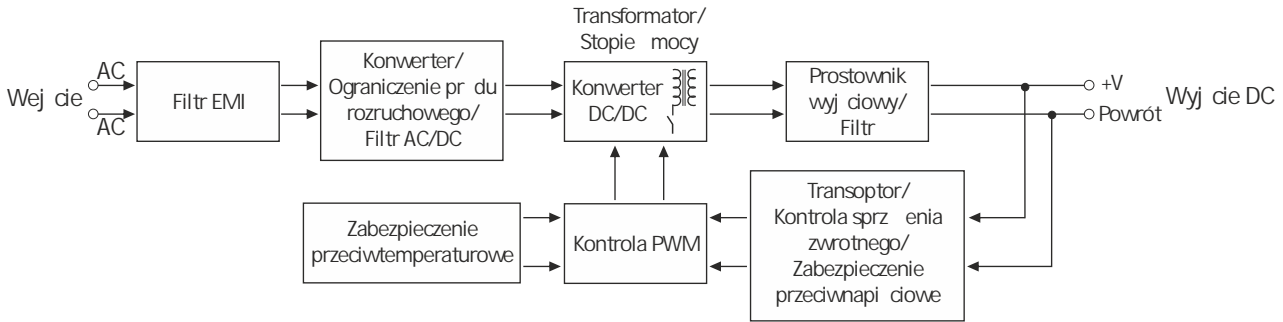 Transformator/
Stopie mocy
Wej cie
AC
AC
Filtr EMI
Konwerter/
Ograniczenie pr du
rozruchowego/
Filtr AC/DC
Konwerter
DC/DC
Prostownik
wyj ciowy/
Filtr
+V
Powrót
Wyj cie DC
Zabezpieczenie
przeciwtemperaturowe
Kontrola PWM
Transoptor/
Kontrola sprz enia
zwrotnego/
Zabezpieczenie
przeciwnapi ciowe